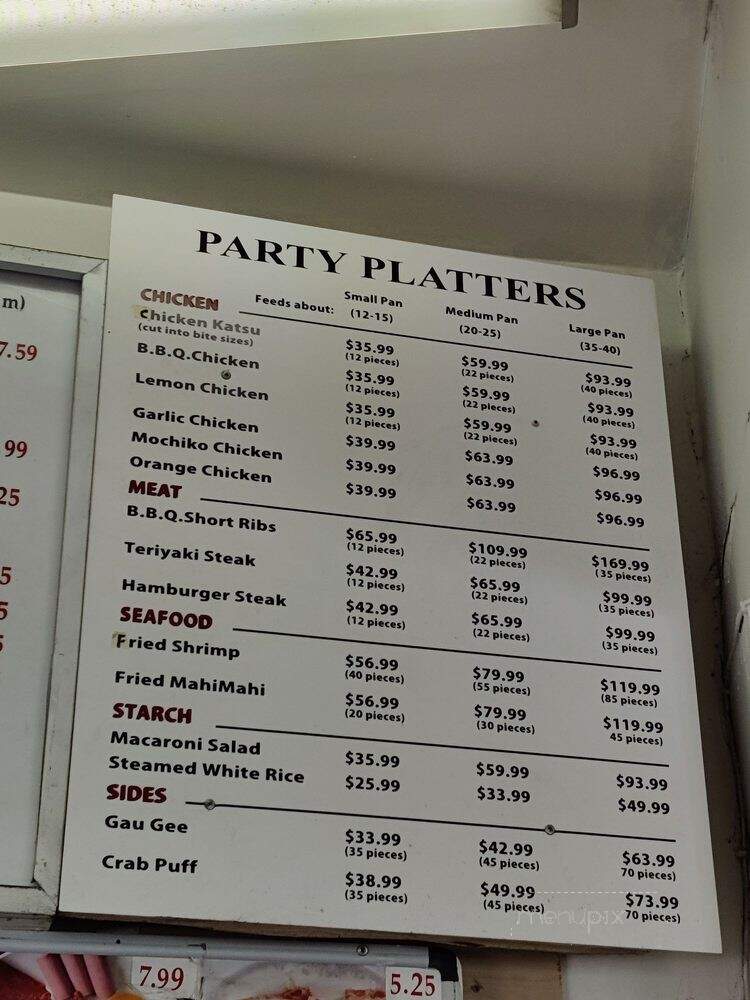 PARTY PLATTERS
Feeds about: Small Pan (12-15) Medium Pan (20-25) Large Pan (35-40)
CHICKEN
Chicken Katsu $35.99 $59.99 $93.99
(cut into bite sizes) (12 pieces) (22 pieces) (40 pieces)
B.B.Q.Chicken $35.99 $59.99 $93.99
(12 pieces) (22 pieces) (40 pieces)
Lemon Chicken $35.99 $59.99 $93.99
(12 pieces) (22 pieces) (40 pieces)
Garlic Chicken $39.99 $63.99 $96.99
Mochiko Chicken $39.99 $63.99 $96.99
Orange Chicken $39.99 $63.99 $96.99
MEAT
B.B.Q.Short Ribs $65.99 $109.99 $169.99
(12 pieces) (22 pieces) (35 pieces)
Teriyaki Steak $42.99 $65.99 $99.99
(12 pieces) (22 pieces) (35 pieces)
Hamburger Steak $42.99 $65.99 $99.99
(12 pieces) (22 pieces) (35 pieces)
SEAFOOD
Fried Shrimp $56.99 $79.99 $119.99
(40 pieces) (55 pieces) (85 pieces)
Fried MahiMahi $56.99 $79.99 $119.99
(20 pieces) (30 pieces) 45 pieces)
STARCH
Macaroni Salad $35.99 $59.99 $93.99
Steamed White Rice $25.99 $33.99 $49.99
SIDES
Gau Gee $33.99 $42.99 $63.99
(35 pieces) (45 pieces) 70 pieces)
Crab Puff $38.99 $49.99 $73.99
(35 pieces) (45 pieces) 70 pieces)
menupix
m)
7.59
99
25
5
5
5
7.99
5.25